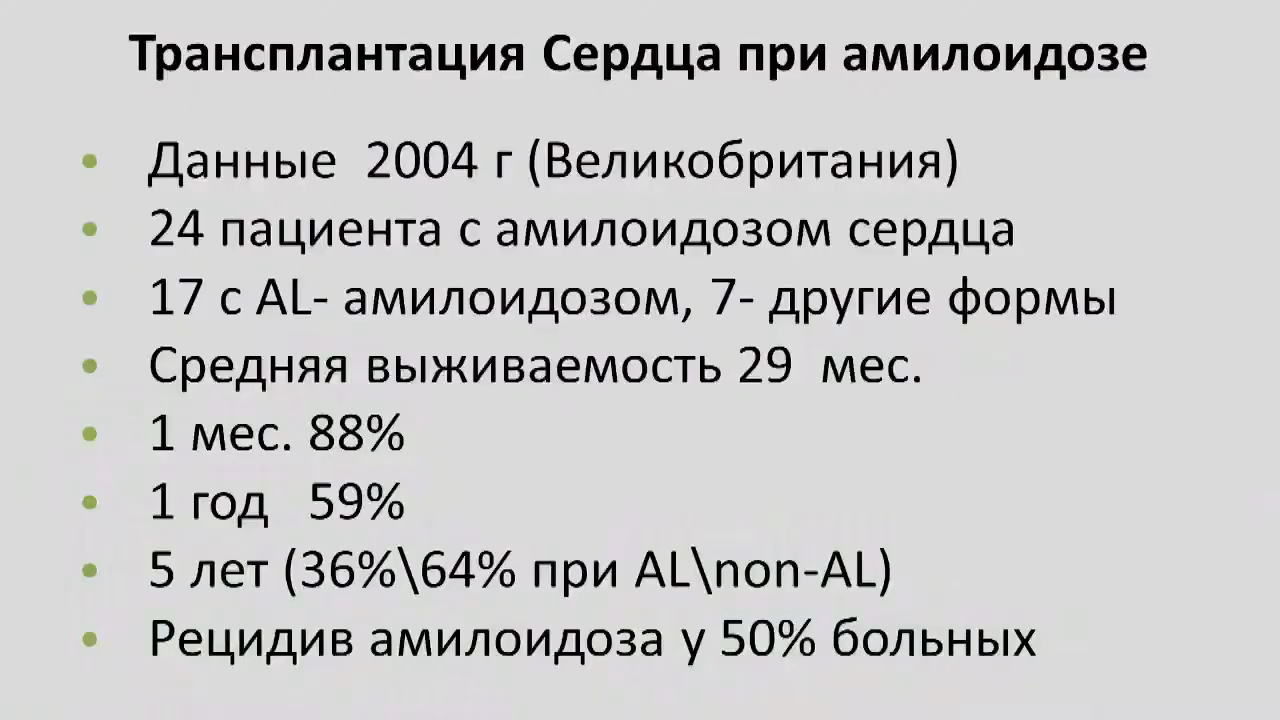 Трансплантация Сердца при амилоидозе
• Данные 2004 г (Великобритания)
• 24 пациента с амилоидозом сердца
• 17 с AL- амилоидозом, 7- другие формы
• Средняя выживаемость 29 мес.
• 1 мес. 88%
• 1 год 59%
• 5 лет (36%\64% при AL\non-AL)
• Рецидив амилоидоза у 50% больных